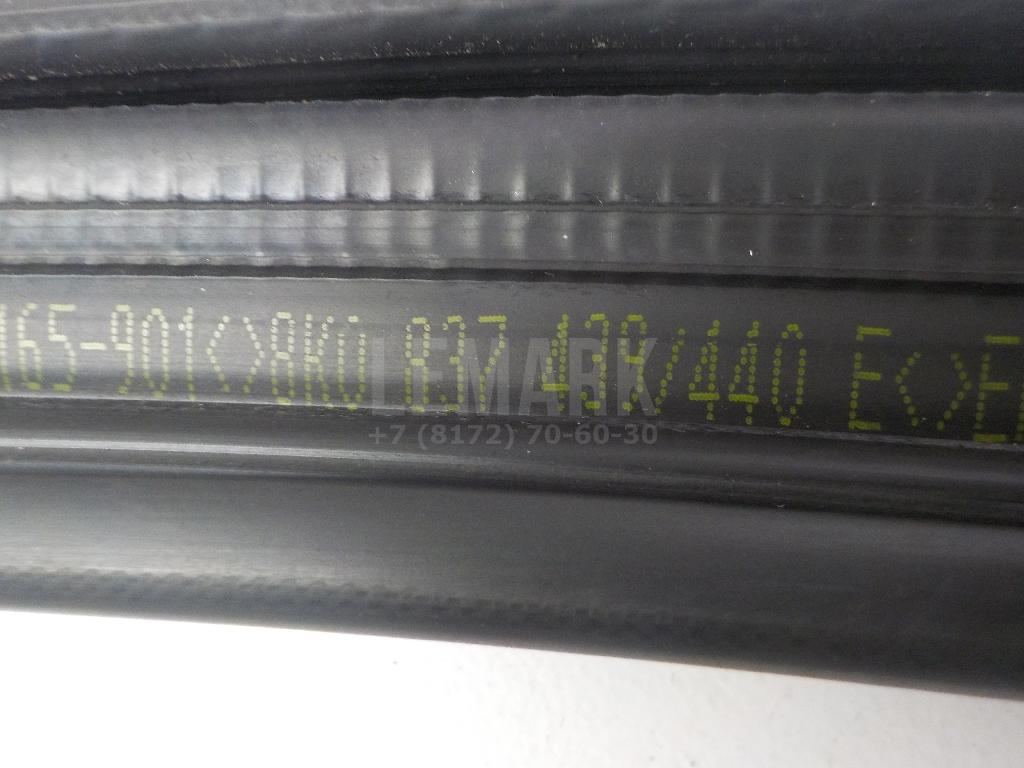 165-901<>8K0 837 439/440 E<>E
LEMARK
+7 (8172) 70-60-30